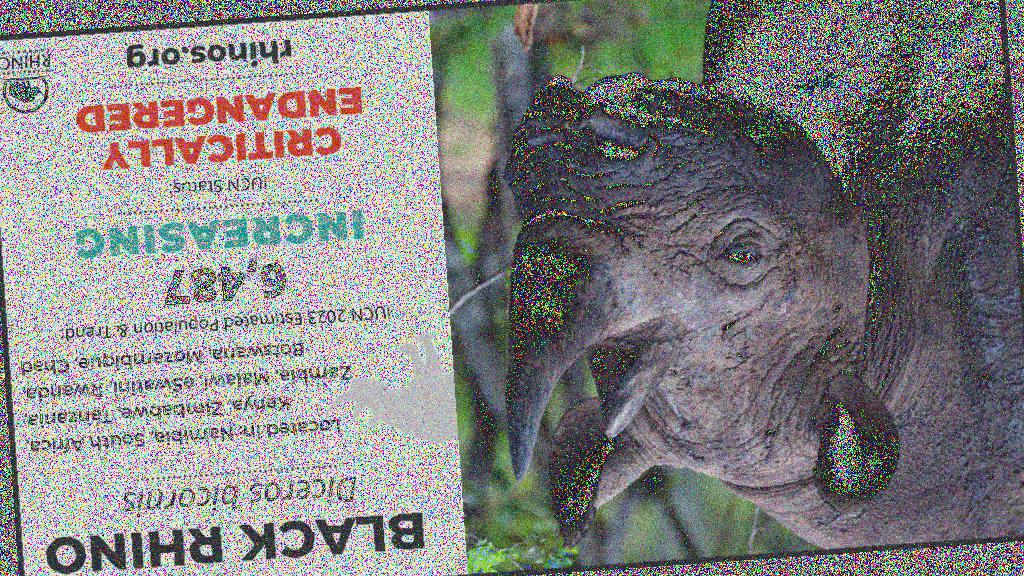 BLACK RHINO
Diceros bicornis
Located in Namibia, South Africa,
Kenya, Zimbabwe, Tanzania,
Zambia, Malawi, eSwatini, Rwanda,
Botswana, Mozambique, Chad
IUCN 2023 Estimated Population & Trend
6,487
INCREASING
IUCN Status
CRITICALLY
ENDANGERED
rhinos.org